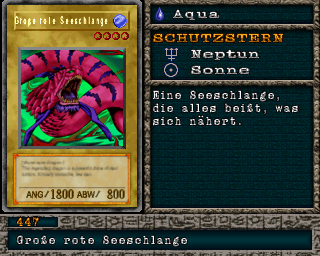 Große rote Seeschlange
ANG/1800 ABW/ 800
Aqua
SCHUTZSTERN
Neptun
Sonne
Eine Seeschlange,
die alles beißt, was
sich nähert.
447
Große rote Seeschlange